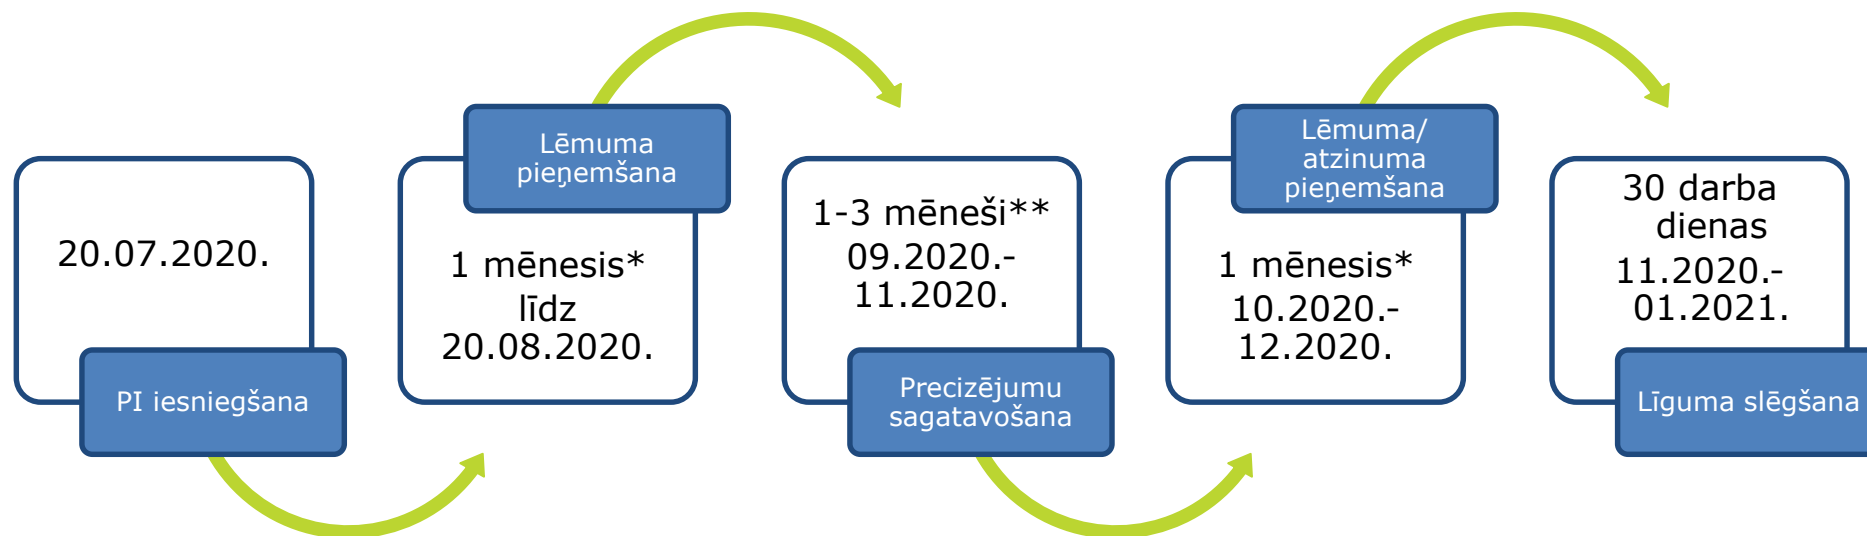 20.07.2020.
PI iesniegšana
Lēmuma
pieņemšana
1 mēnesis*
līdz
20.08.2020.
1-3 mēneši**
09.2020.-
11.2020.
Precizējumu
sagatavošana
Lēmuma/
atzinuma
pieņemšana
1 mēnesis*
10.2020.-
12.2020.
30 darba
dienas
11.2020.-
01.2021.
Līguma slēgšana